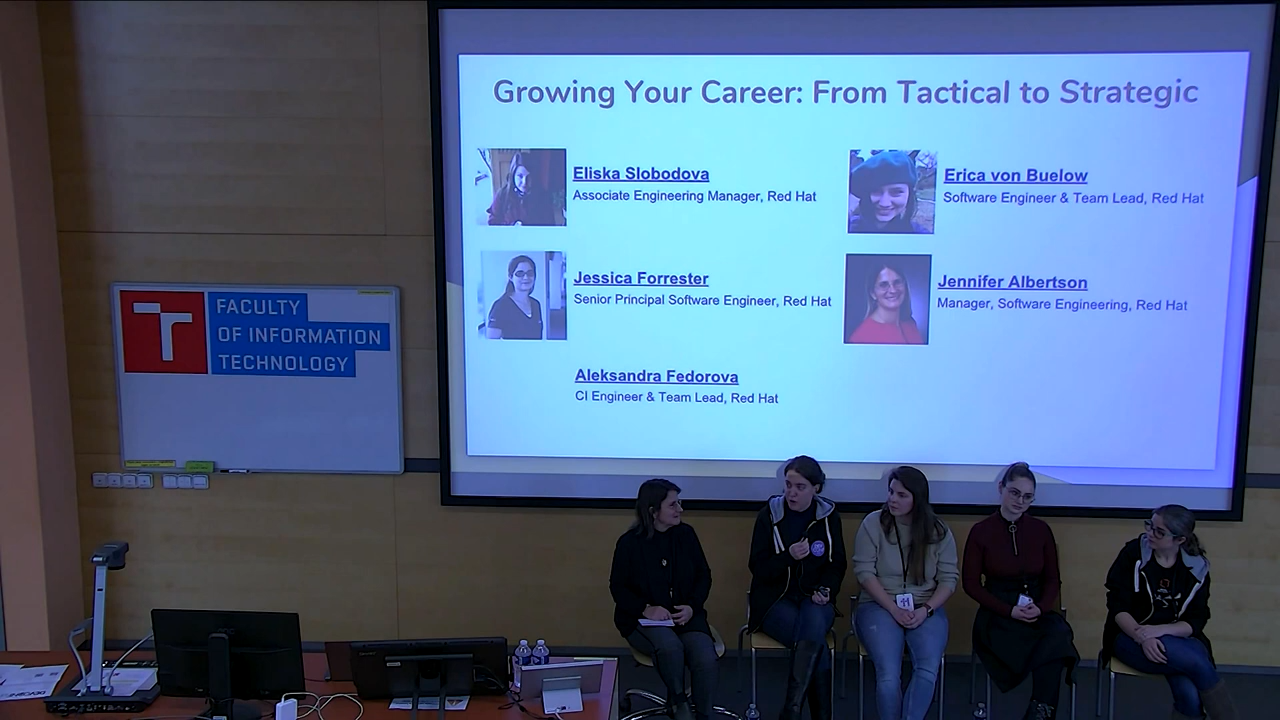 Growing Your Career: From Tactical to Strategic
Eliska Slobodova
Associate Engineering Manager, Red Hat
Erica von Buelow
Software Engineer & Team Lead, Red Hat
Jessica Forrester
Senior Principal Software Engineer, Red Hat
Jennifer Albertson
Manager, Software Engineering, Red Hat
Aleksandra Fedorova
CI Engineer & Team Lead, Red Hat
FACULTY
OF INFORMATION
TECHNOLOGY